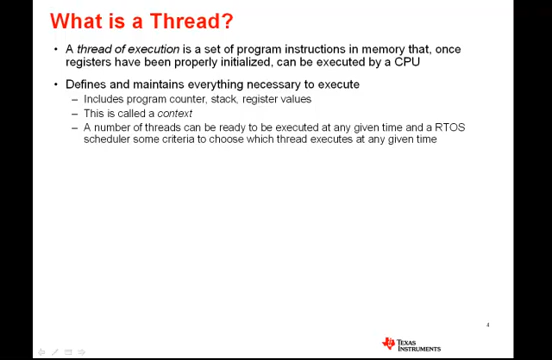 What is a Thread?
• A thread of execution is a set of program instructions in memory that, once
registers have been properly initialized, can be executed by a CPU
• Defines and maintains everything necessary to execute
– Includes program counter, stack, register values
– This is called a context
– A number of threads can be ready to be executed at any given time and a RTOS
scheduler some criteria to choose which thread executes at any given time
4
TEXAS
INSTRUMENTS